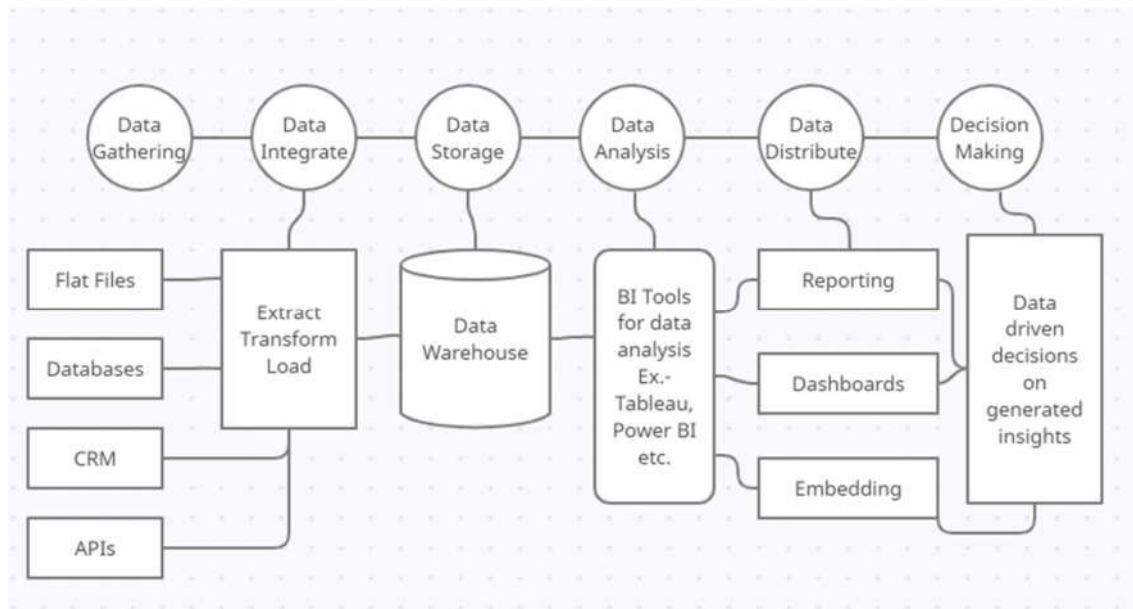 Data
Gathering
Data
Integrate
Data
Storage
Data
Analysis
Data
Distribute
Decision
Making
Flat Files
Databases
CRM
APIs
Extract
Transform
Load
Data
Warehouse
BI Tools
for data
analysis
Ex.-
Tableau,
Power BI
etc.
Reporting
Dashboards
Embedding
Data
driven
decisions
on
generated
insights